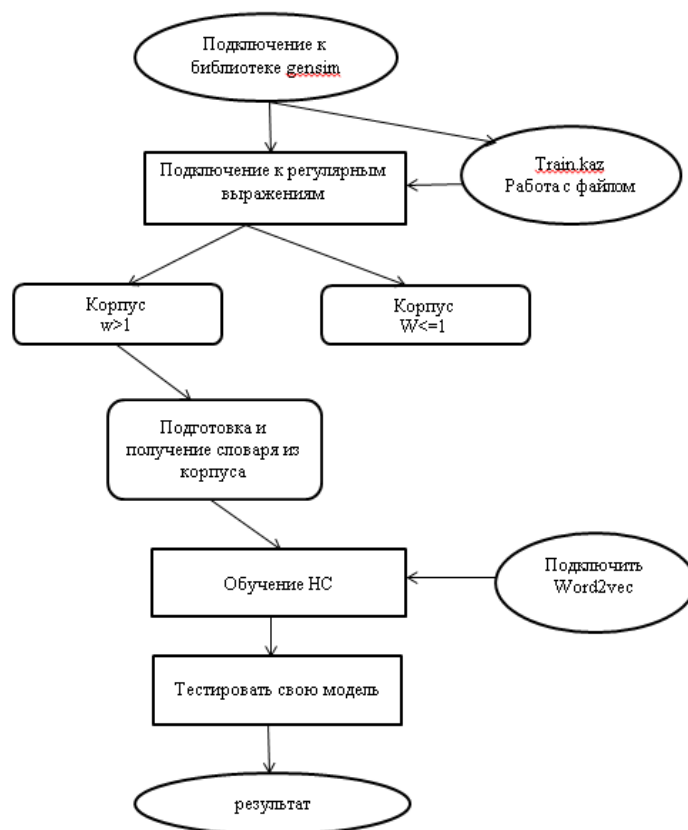 Подключение к
библиотеке gensim
Подключение к регулярным
выражениям
Train.kaz
Работа с файлом
Корпус
w>1
Корпус
W<=1
Подготовка и
получение словаря из
корпуса
Обучение НС
Подключить
Word2vec
Тестировать свою модель
результат